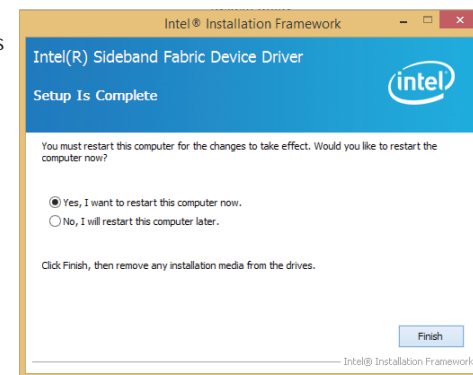 Intel® Installation Framework
s
Intel(R) Sideband Fabric Device Driver
Setup Is Complete
intel
You must restart this computer for the changes to take effect. Would you like to restart the
computer now?
Yes, I want to restart this computer now.
No, I will restart this computer later.
Click Finish, then remove any installation media from the drives.
Finish
Intel® Installation Framework